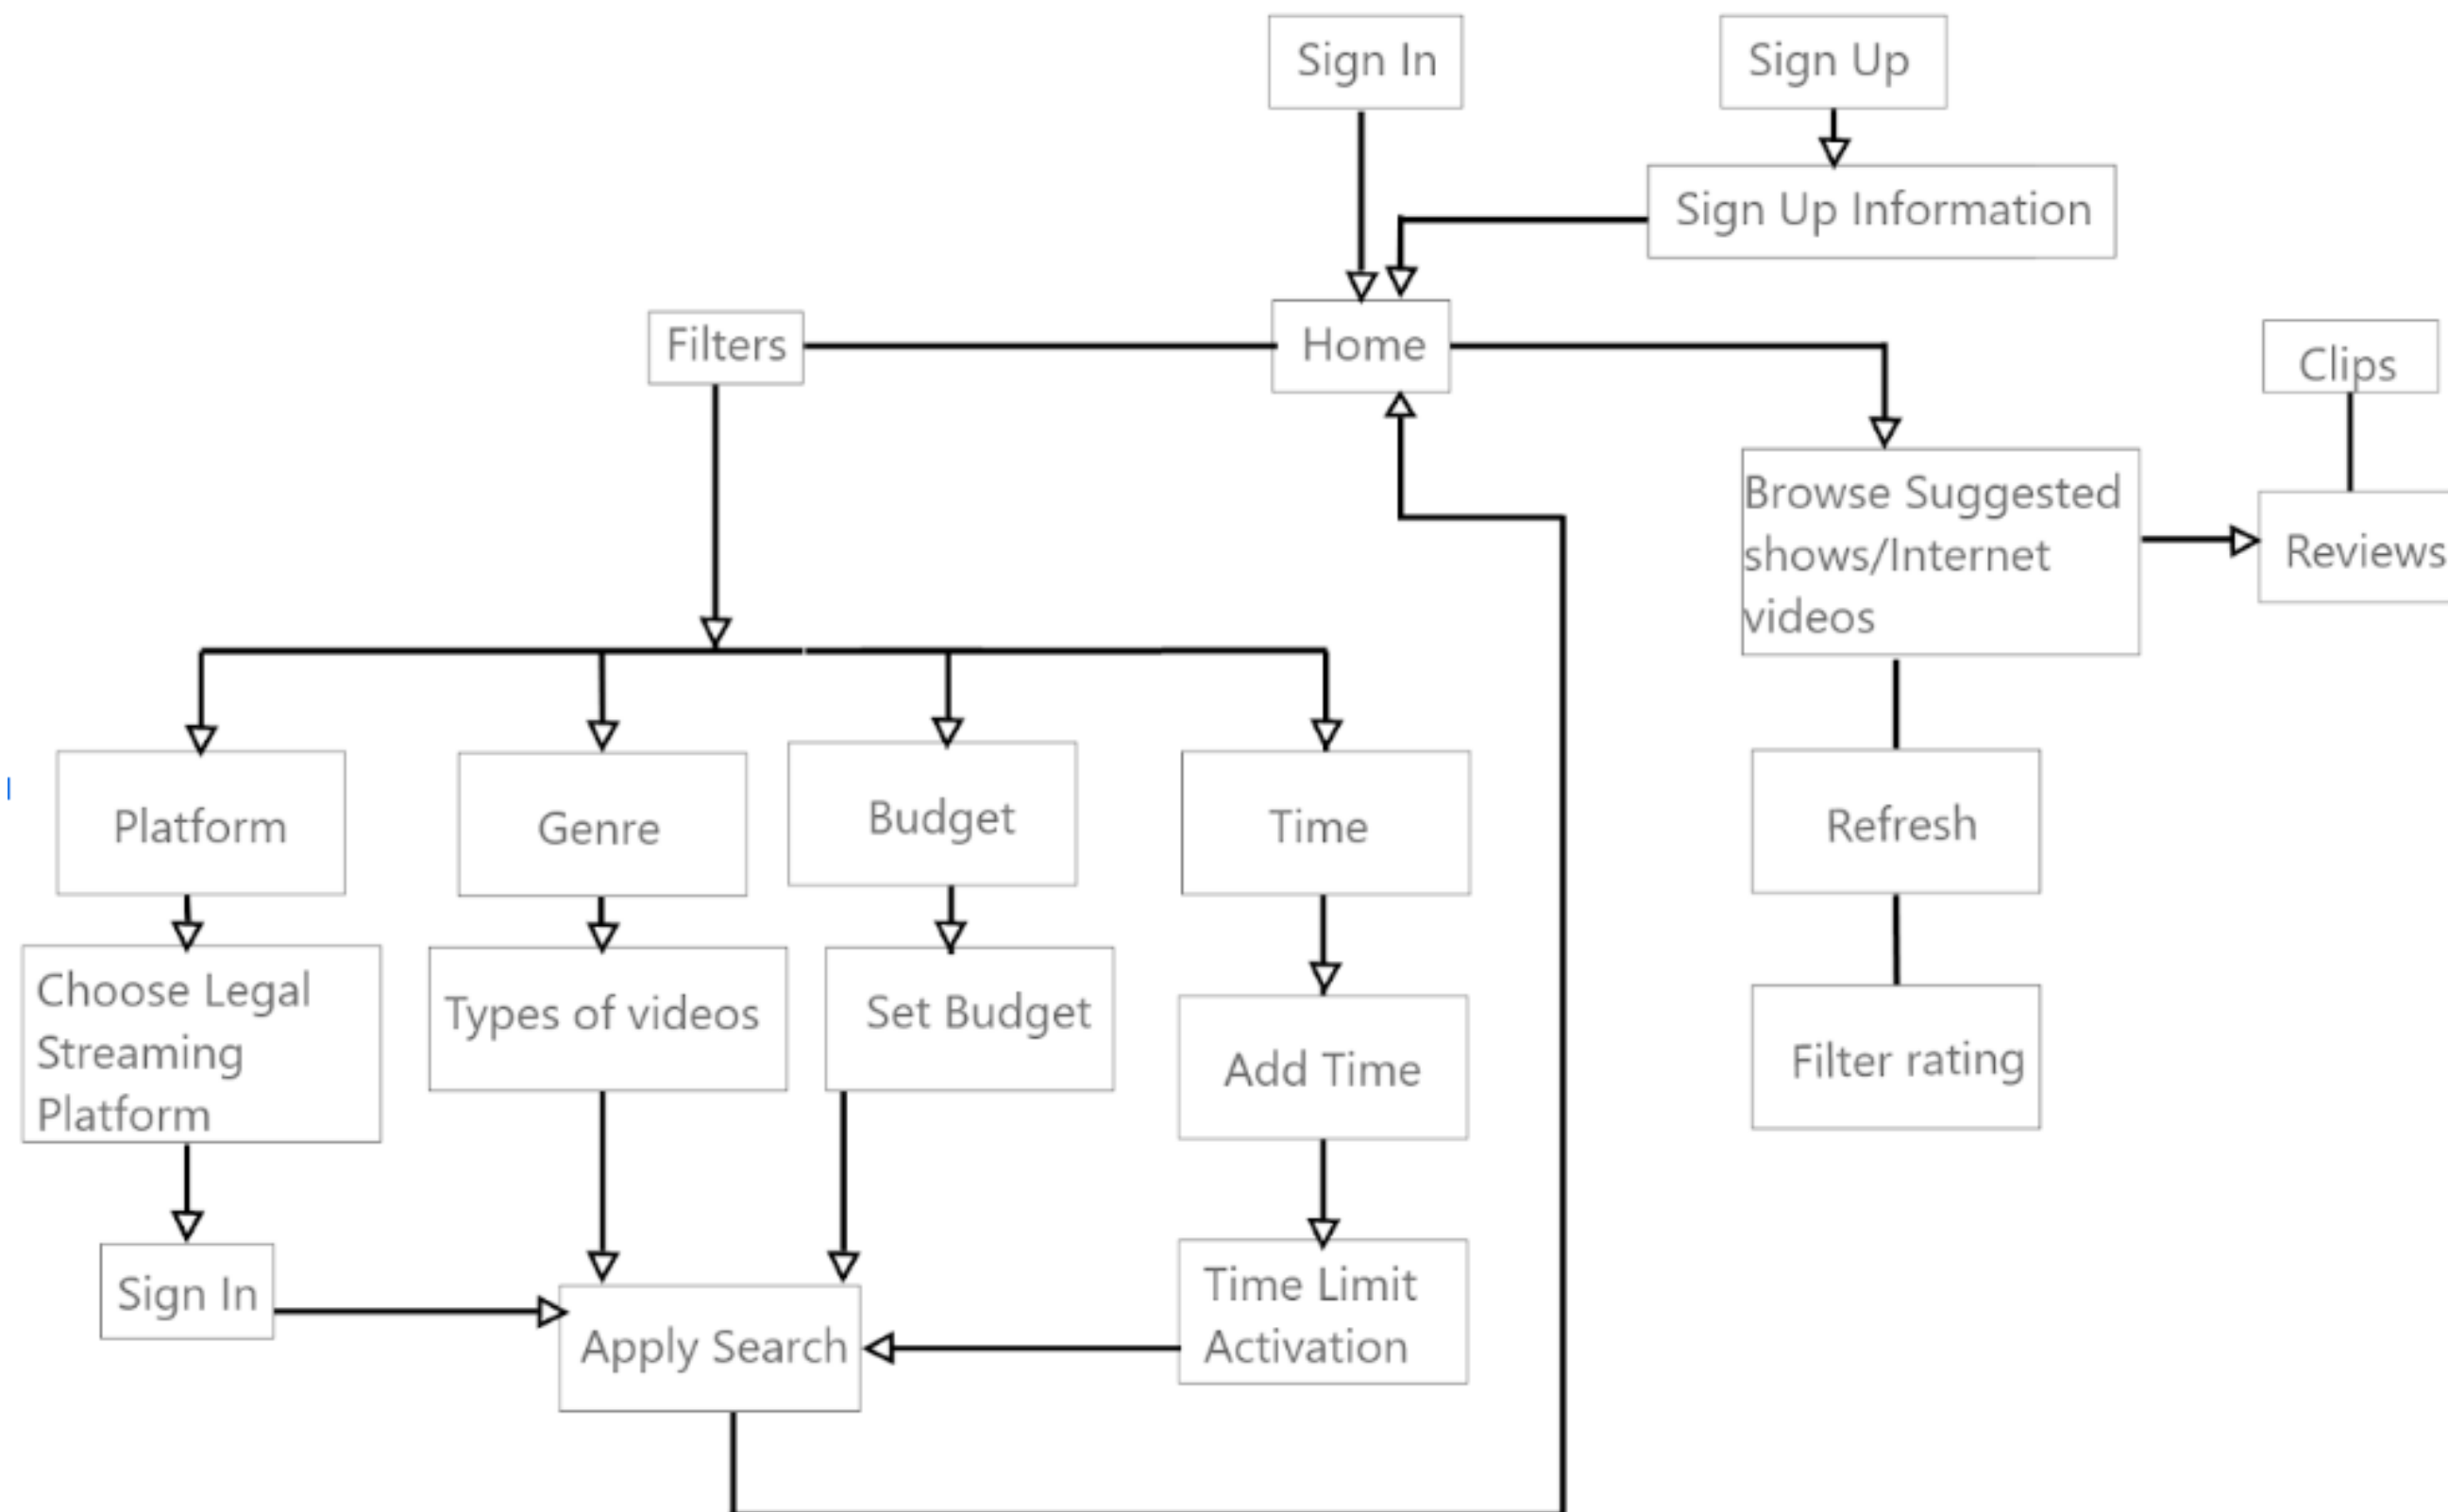 Sign In
Sign Up
Sign Up Information
Filters
Home
Clips
Browse Suggested
shows/Internet
videos
Reviews
Platform
Genre
Budget
Time
Refresh
Choose Legal
Streaming
Platform
Types of videos
Set Budget
Add Time
Filter rating
Sign In
Apply Search
Time Limit
Activation